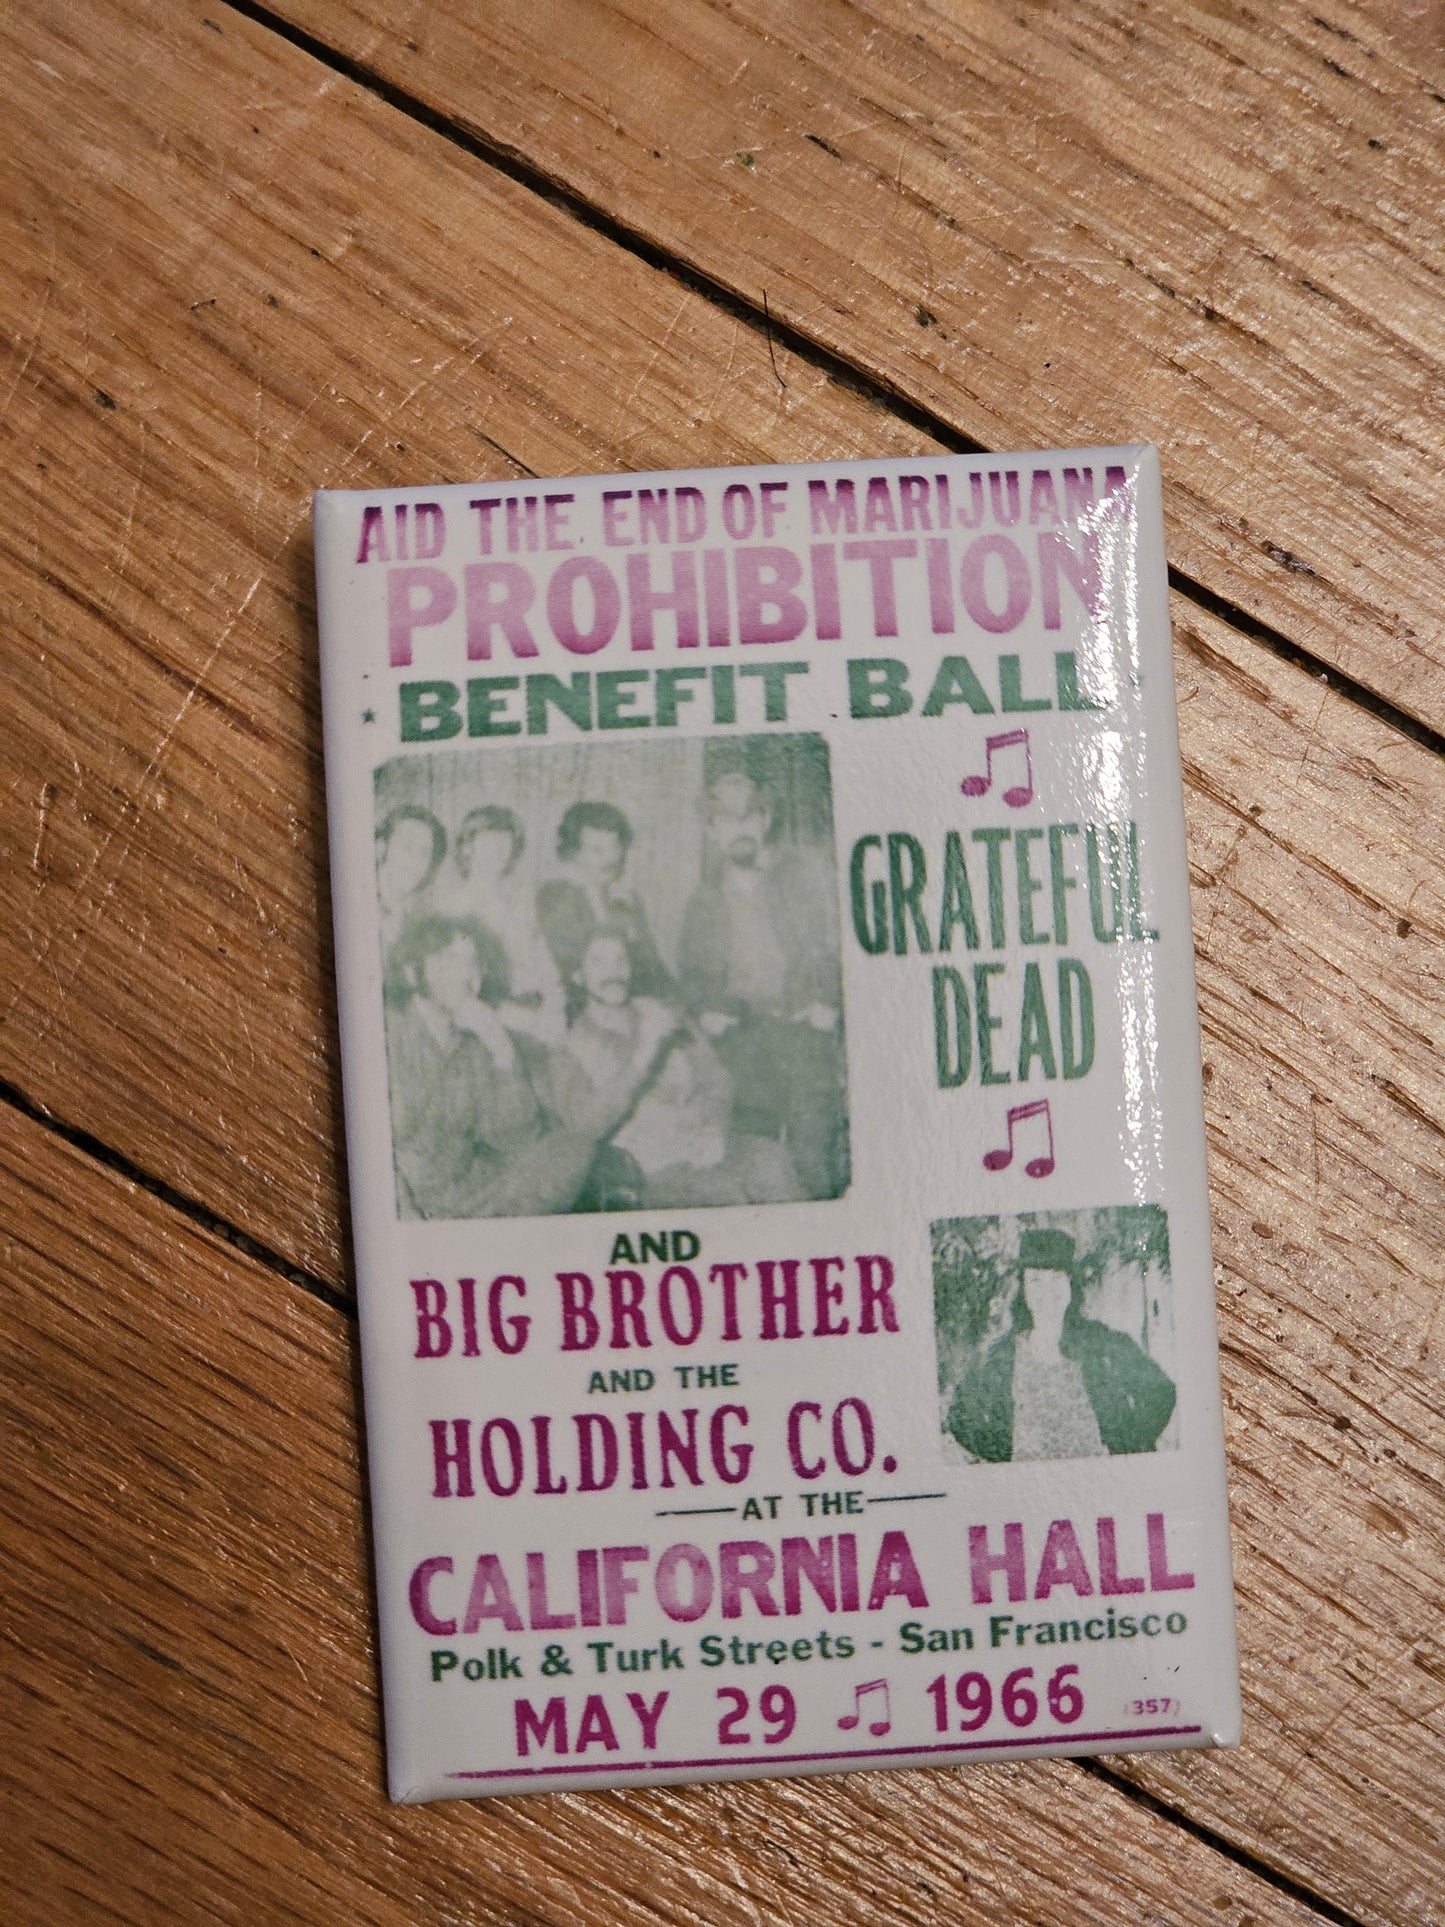 AID THE END OF MARIJUANA
PROHIBITION
BENEFIT BALL
GRATEFUL
DEAD
AND
BIG BROTHER
AND THE
HOLDING CO.
AT THE
CALIFORNIA HALL
Polk & Turk Streets - San Francisco
MAY 29 1966 (357)